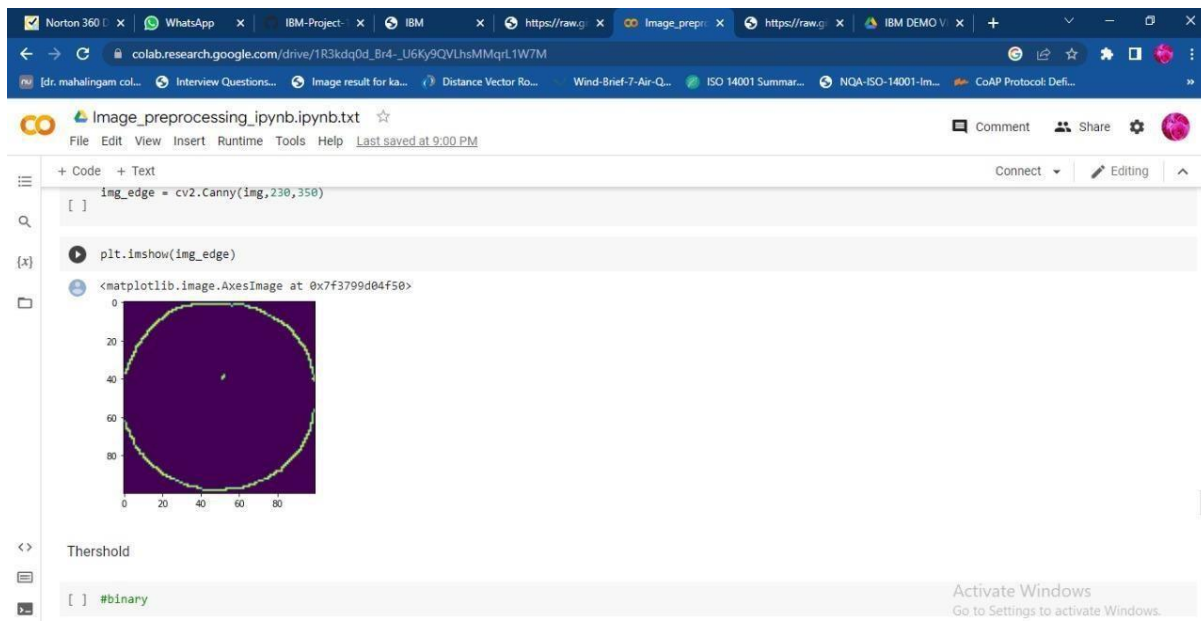 Norton 360 D
WhatsApp
IBM-Project-
IBM
https://raw.g
Image_prepro
https://raw.g
IBM DEMO V
colab.research.google.com/drive/1R3kdq0d_Br4-_U6Ky9QVLhsMMqrL1W7M
[dr. mahalingam col...
Interview Questions...
Image result for ka...
Distance Vector Ro...
Wind-Brief-7-Air-Q...
ISO 14001 Summar...
NQA-ISO-14001-Im...
CoAP Protocol: Defi...
»
CO
Image_preprocessing_ipynb.ipynb.txt
File Edit View Insert Runtime Tools Help Last saved at 9:00 PM
Comment
Share
+ Code + Text
Connect
Editing
img_edge = cv2.Canny(img,230,350)
[ ]
{x}
plt.imshow(img_edge)
<matplotlib.image.AxesImage at 0x7f3799d04f50>
0
20
40
60
80
0 20 40 60 80
Thershold
[ ] #binary
Activate Windows
Go to Settings to activate Windows.